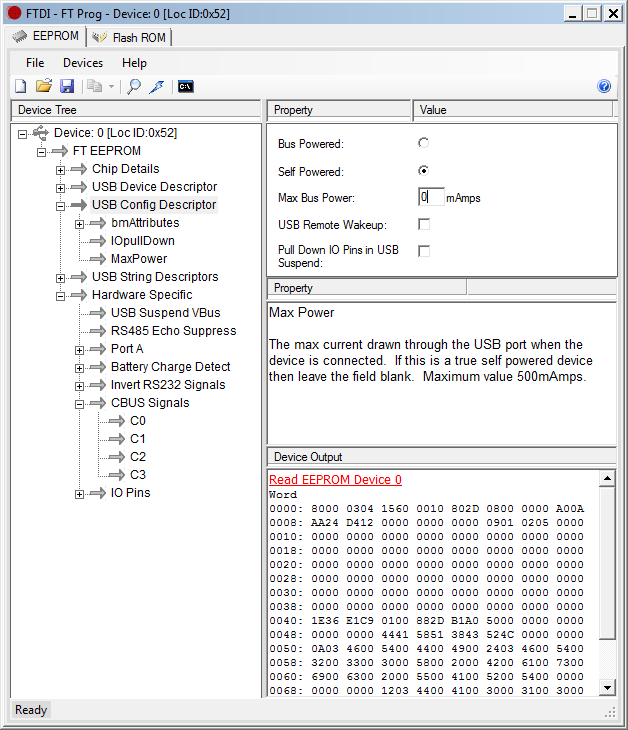 FTDI - FT Prog - Device: 0 [Loc ID:0x52]
EEPROM
Flash ROM
File Devices Help
C:\
?
Device Tree
Property Value
Device: 0 [Loc ID:0x52]
FT EEPROM
Chip Details
USB Device Descriptor
USB Config Descriptor
bmAttributes
IOpullDown
MaxPower
USB String Descriptors
Hardware Specific
USB Suspend VBus
RS485 Echo Suppress
Port A
Battery Charge Detect
Invert RS232 Signals
CBUS Signals
C0
C1
C2
C3
IO Pins
Bus Powered:
Self Powered:
Max Bus Power: 0 mAmps
USB Remote Wakeup:
Pull Down IO Pins in USB
Suspend:
Property
Max Power
The max current drawn through the USB port when the
device is connected. If this is a true self powered device
then leave the field blank. Maximum value 500mAmps.
Device Output
Read EEPROM Device 0
Word
0000: 8000 0304 1560 0010 802D 0800 0000 A00A
0008: AA24 D412 0000 0000 0000 0901 0205 0000
0010: 0000 0000 0000 0000 0000 0000 0000 0000
0018: 0000 0000 0000 0000 0000 0000 0000 0000
0020: 0000 0000 0000 0000 0000 0000 0000 0000
0028: 0000 0000 0000 0000 0000 0000 0000 0000
0030: 0000 0000 0000 0000 0000 0000 0000 0000
0038: 0000 0000 0000 0000 0000 0000 0000 0000
0040: 1E36 E1C9 0100 882D B1A0 5000 0000 0000
0048: 0000 0000 4441 5851 3843 524C 0000 0000
0050: 0A03 4600 5400 4400 4900 2403 4600 5400
0058: 3200 3300 3000 5800 2000 4200 6100 7300
0060: 6900 6300 2000 5500 4100 5200 5400 0000
0068: 0000 0000 1203 4400 4400 3000 3100 3000
Ready